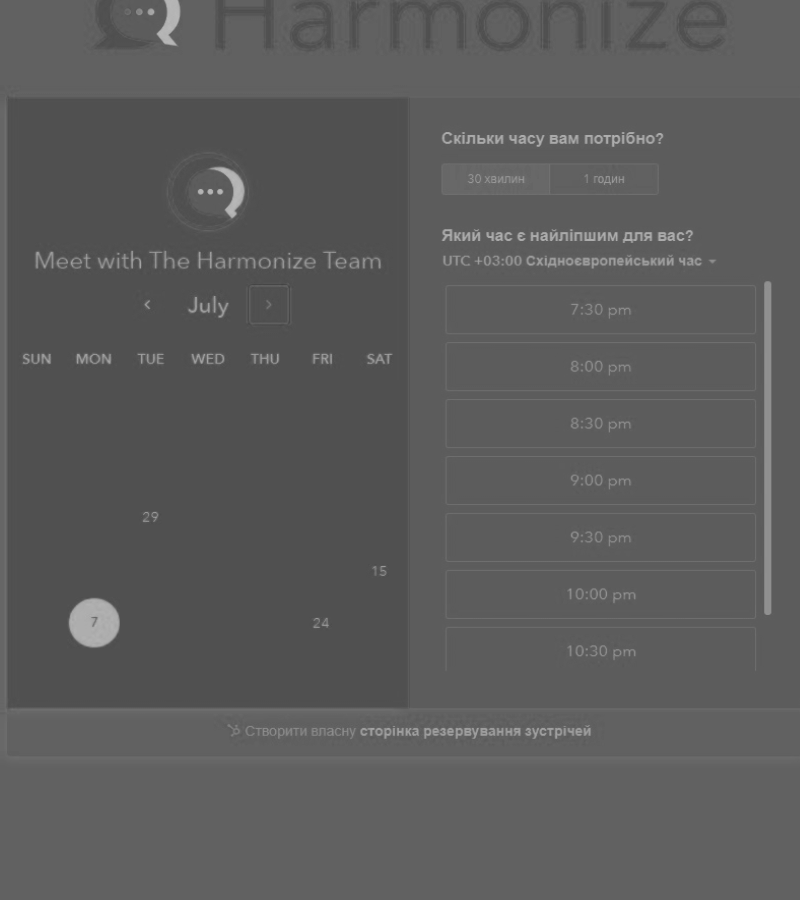 Harmonize
Meet with The Harmonize Team
July
SUN MON TUE WED THU FRI SAT
29
15
7 24
Скільки часу вам потрібно?
30 хвилин 1 годин
Який час є найліпшим для вас?
UTC +03:00 Східноєвропейський час
7:30 pm
8:00 pm
8:30 pm
9:00 pm
9:30 pm
10:00 pm
10:30 pm
Створити власну сторінка резервування зустрічей